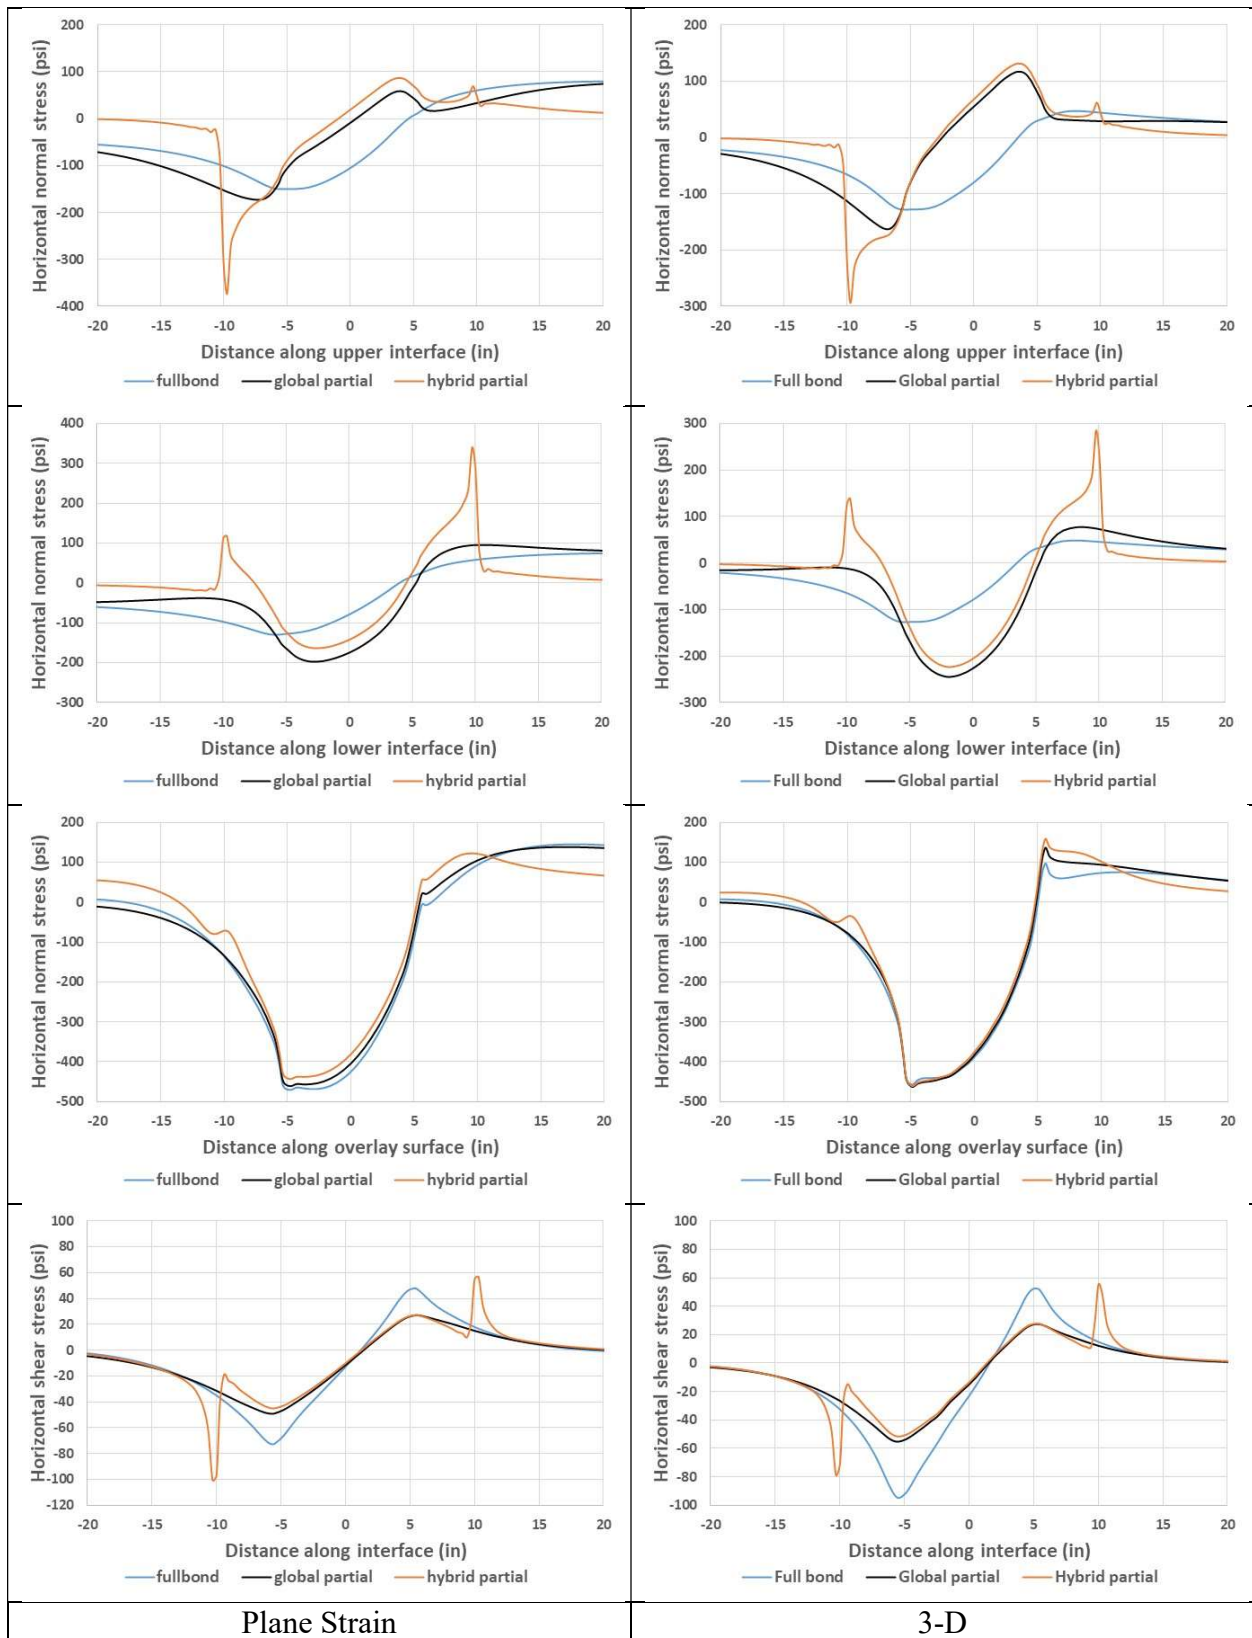 Horizontal normal stress (psi)
200
100
0
-100
-200
-300
-400
-20 -15 -10 -5 0 5 10 15 20
Distance along upper interface (in)
fullbond global partial hybrid partial
Horizontal normal stress (psi)
200
100
0
-100
-200
-300
-20 -15 -10 -5 0 5 10 15 20
Distance along upper interface (in)
Full bond Global partial Hybrid partial
Horizontal normal stress (psi)
400
300
200
100
0
-100
-200
-300
-20 -15 -10 -5 0 5 10 15 20
Distance along lower interface (in)
fullbond global partial hybrid partial
Horizontal normal stress (psi)
300
200
100
0
-100
-200
-300
-20 -15 -10 -5 0 5 10 15 20
Distance along lower interface (in)
Full bond Global partial Hybrid partial
Horizontal normal stress (psi)
200
100
0
-100
-200
-300
-400
-500
-20 -15 -10 -5 0 5 10 15 20
Distance along overlay surface (in)
fullbond global partial hybrid partial
Horizontal normal stress (psi)
200
100
0
-100
-200
-300
-400
-500
-20 -15 -10 -5 0 5 10 15 20
Distance along overlay surface (in)
Full bond Global partial Hybrid partial
Horizontal shear stress (psi)
100
80
60
40
20
0
-20
-40
-60
-80
-100
-120
-20 -15 -10 -5 0 5 10 15 20
Distance along interface (in)
fullbond global partial hybrid partial
Horizontal shear stress (psi)
100
80
60
40
20
0
-20
-40
-60
-80
-100
-20 -15 -10 -5 0 5 10 15 20
Distance along interface (in)
Full bond Global partial Hybrid partial
Plane Strain
3-D